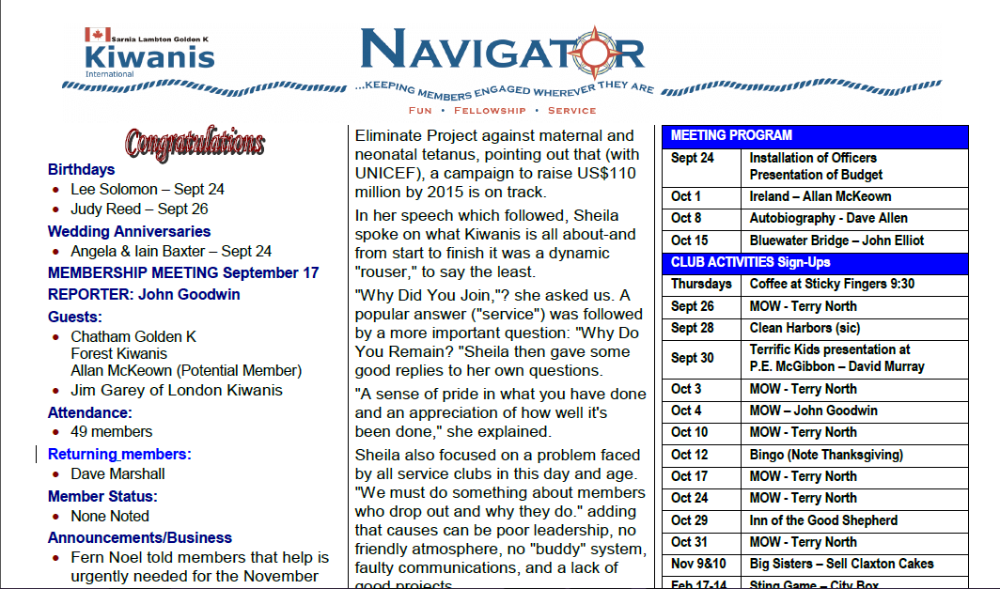 Sarnia Lambton Golden K
Kiwanis
International
NAVIGATOR
...KEEPING MEMBERS ENGAGED WHEREVER THEY ARE
FUN • FELLOWSHIP • SERVICE
Congratulations
Birthdays
• Lee Solomon – Sept 24
• Judy Reed – Sept 26
Wedding Anniversaries
• Angela & Iain Baxter – Sept 24
MEMBERSHIP MEETING September 17
REPORTER: John Goodwin
Guests:
• Chatham Golden K
Forest Kiwanis
Allan McKeown (Potential Member)
• Jim Garey of London Kiwanis
Attendance:
• 49 members
Returning members:
• Dave Marshall
Member Status:
• None Noted
Announcements/Business
• Fern Noel told members that help is
urgently needed for the November
Eliminate Project against maternal and
neonatal tetanus, pointing out that (with
UNICEF), a campaign to raise US$110
million by 2015 is on track.
In her speech which followed, Sheila
spoke on what Kiwanis is all about-and
from start to finish it was a dynamic
"rouser," to say the least.
"Why Did You Join,"? she asked us. A
popular answer ("service") was followed
by a more important question: "Why Do
You Remain? "Sheila then gave some
good replies to her own questions.
"A sense of pride in what you have done
and an appreciation of how well it's
been done," she explained.
Sheila also focused on a problem faced
by all service clubs in this day and age.
"We must do something about members
who drop out and why they do." adding
that causes can be poor leadership, no
friendly atmosphere, no "buddy" system,
faulty communications, and a lack of
good projects
MEETING PROGRAM
Sept 24 Installation of Officers
Presentation of Budget
Oct 1 Ireland – Allan McKeown
Oct 8 Autobiography - Dave Allen
Oct 15 Bluewater Bridge – John Elliot
CLUB ACTIVITIES Sign-Ups
Thursdays Coffee at Sticky Fingers 9:30
Sept 26 MOW - Terry North
Sept 28 Clean Harbors (sic)
Sept 30 Terrific Kids presentation at
P.E. McGibbon – David Murray
Oct 3 MOW - Terry North
Oct 4 MOW – John Goodwin
Oct 10 MOW - Terry North
Oct 12 Bingo (Note Thanksgiving)
Oct 17 MOW - Terry North
Oct 24 MOW - Terry North
Oct 29 Inn of the Good Shepherd
Oct 31 MOW - Terry North
Nov 9&10 Big Sisters – Sell Claxton Cakes
Feb 17-14 Sting Game – City Box